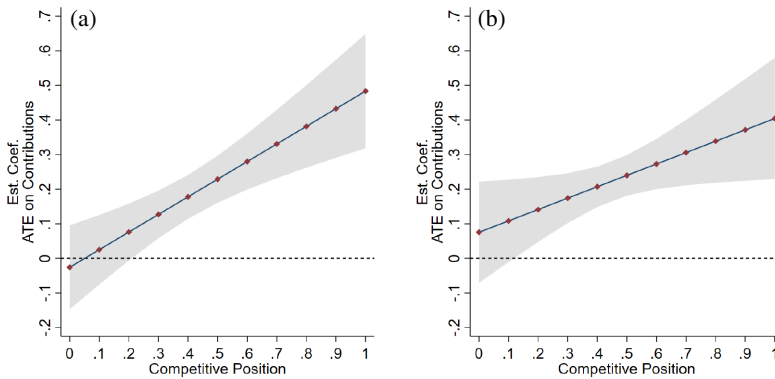 (a)
Est. Coef.
ATE on Contributions
.7
.6
.5
.4
.3
.2
.1
0
-.1
-.2
0 .1 .2 .3 .4 .5 .6 .7 .8 .9 1
Competitive Position
(b)
Est. Coef.
ATE on Contributions
.7
.6
.5
.4
.3
.2
.1
0
-.1
-.2
0 .1 .2 .3 .4 .5 .6 .7 .8 .9 1
Competitive Position